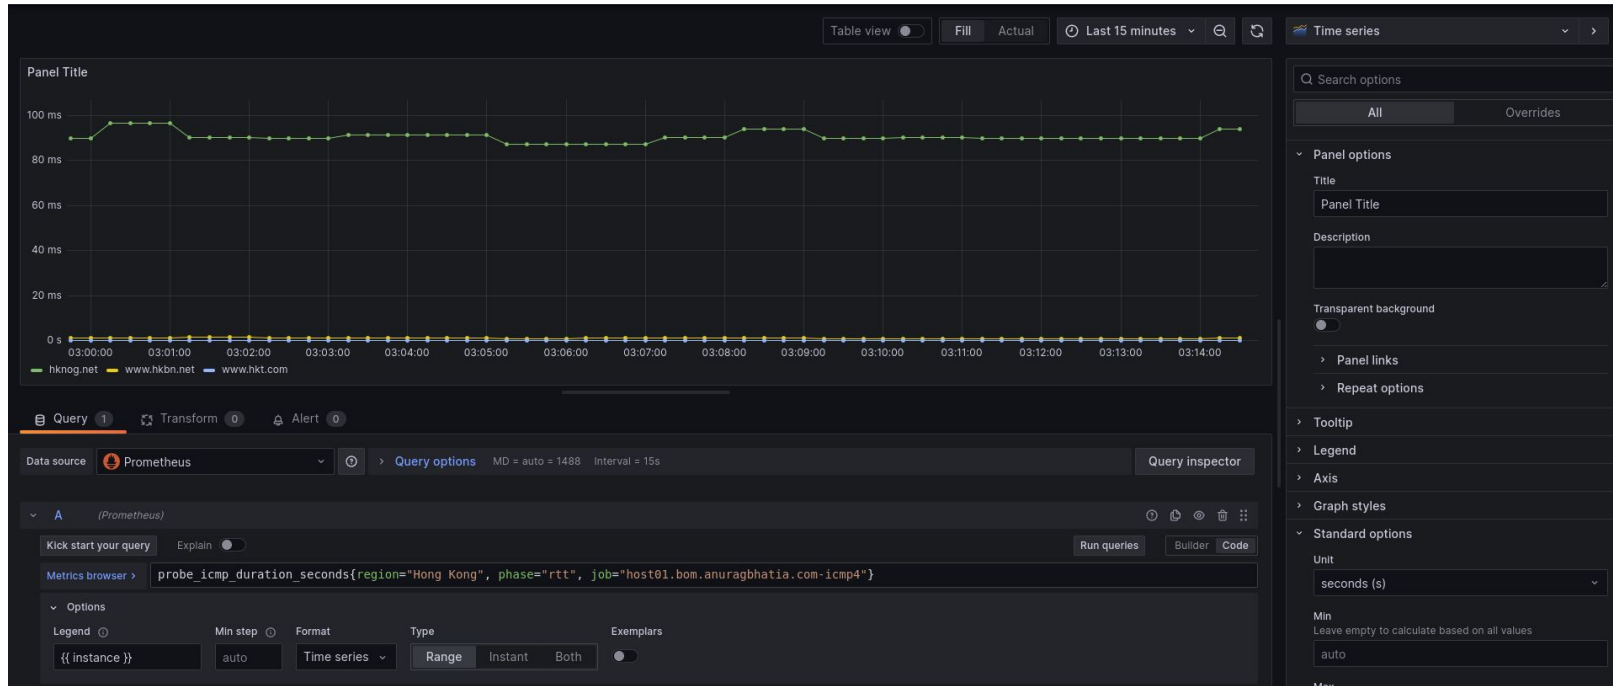 Table view Fill Actual Last 15 minutes Time series
Panel Title
100 ms
80 ms
60 ms
40 ms
20 ms
0 s
03:00:00 03:01:00 03:02:00 03:03:00 03:04:00 03:05:00 03:06:00 03:07:00 03:08:00 03:09:00 03:10:00 03:11:00 03:12:00 03:13:00 03:14:00
hknog.net www.hkbn.net www.hkt.com
Query 1 Transform 0 Alert 0
Data source Prometheus Query options MD = auto = 1488 Interval = 15s Query inspector
A (Prometheus)
Kick start your query Explain Run queries Builder Code
Metrics browser > probe_icmp_duration_seconds{region="Hong Kong", phase="rtt", job="host01.bom.anuragbhatia.com-icmp4"}
Options
Legend Min step Format Type Exemplars
{{ instance }} auto Time series Range Instant Both
Search options
All Overrides
Panel options
Title
Panel Title
Description
Transparent background
Panel links
Repeat options
Tooltip
Legend
Axis
Graph styles
Standard options
Unit
seconds (s)
Min
Leave empty to calculate based on all values
auto